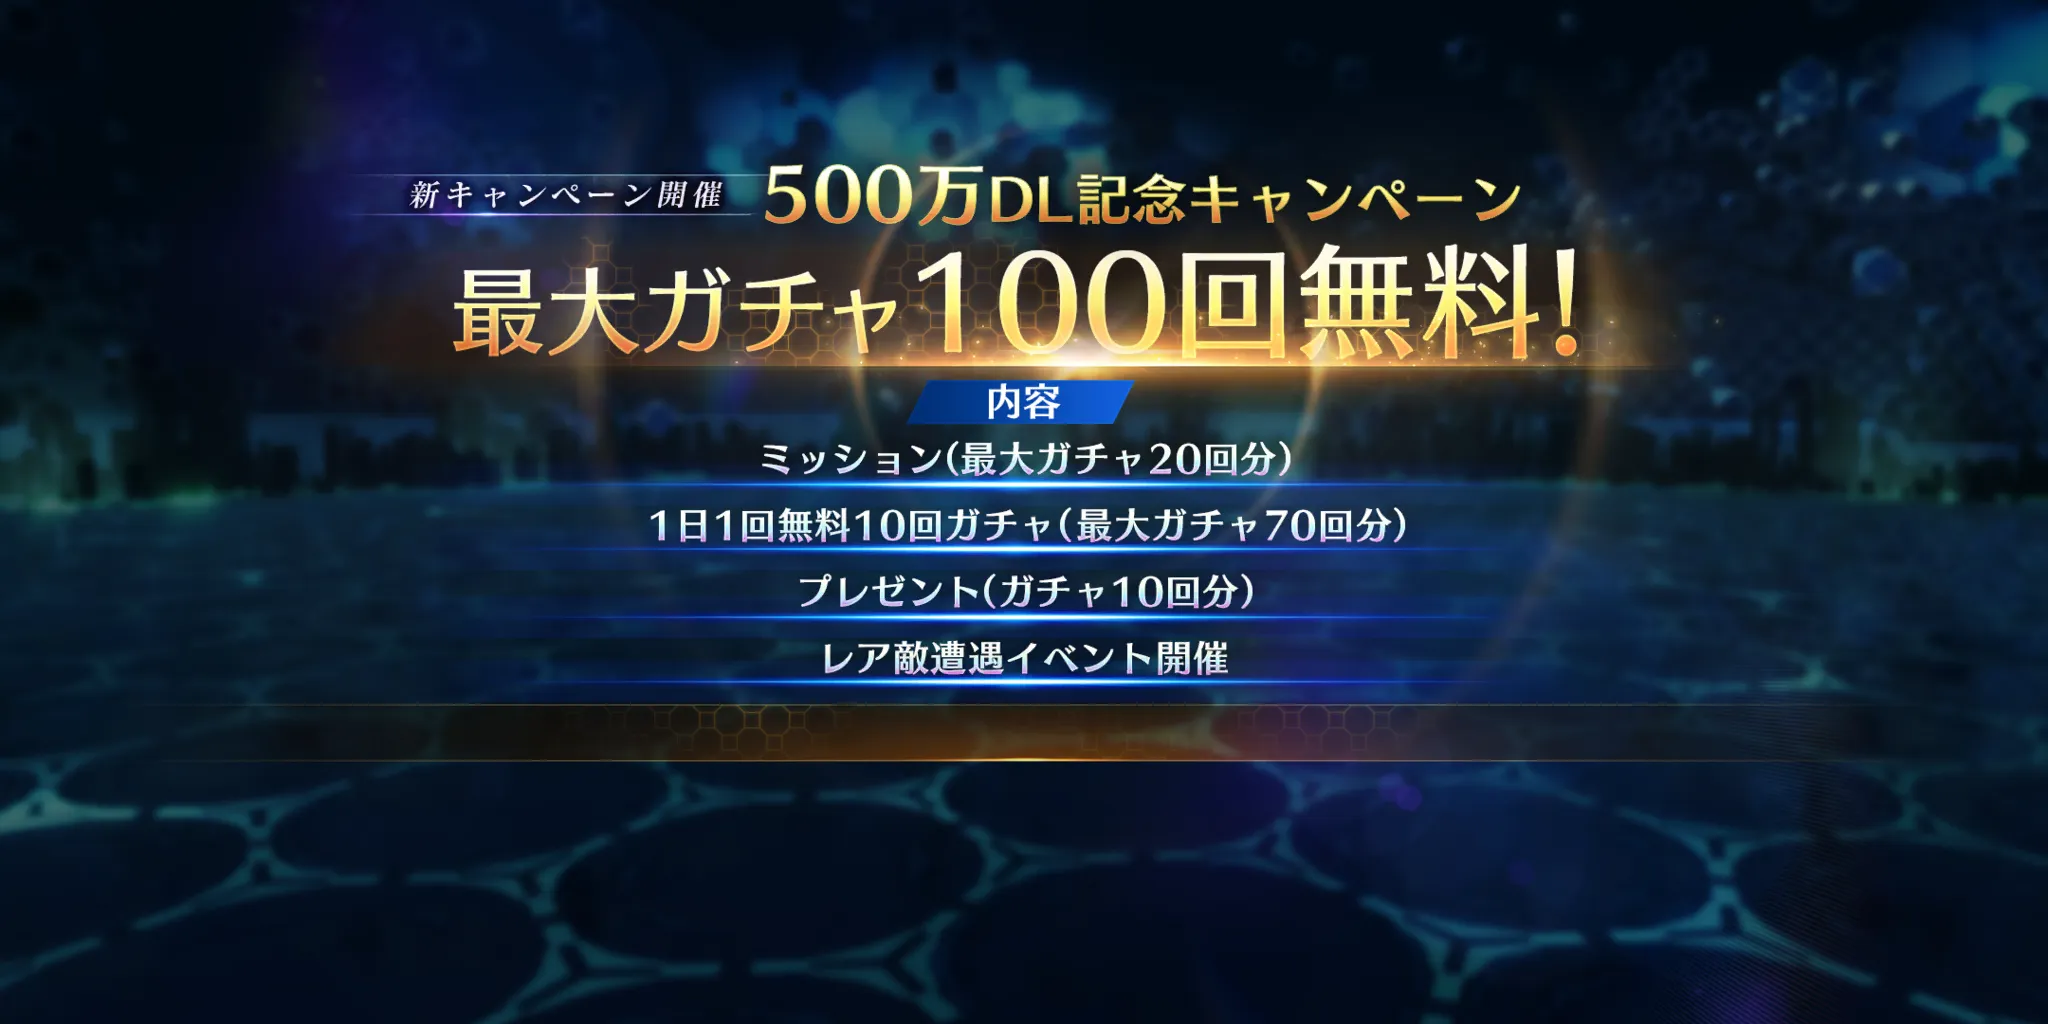 新キャンペーン開催 500万DL記念キャンペーン
最大ガチャ100回無料!
内容
ミッション(最大ガチャ20回分)
1日1回無料10回ガチャ(最大ガチャ70回分)
プレゼント(ガチャ10回分)
レア敵遭遇イベント開催